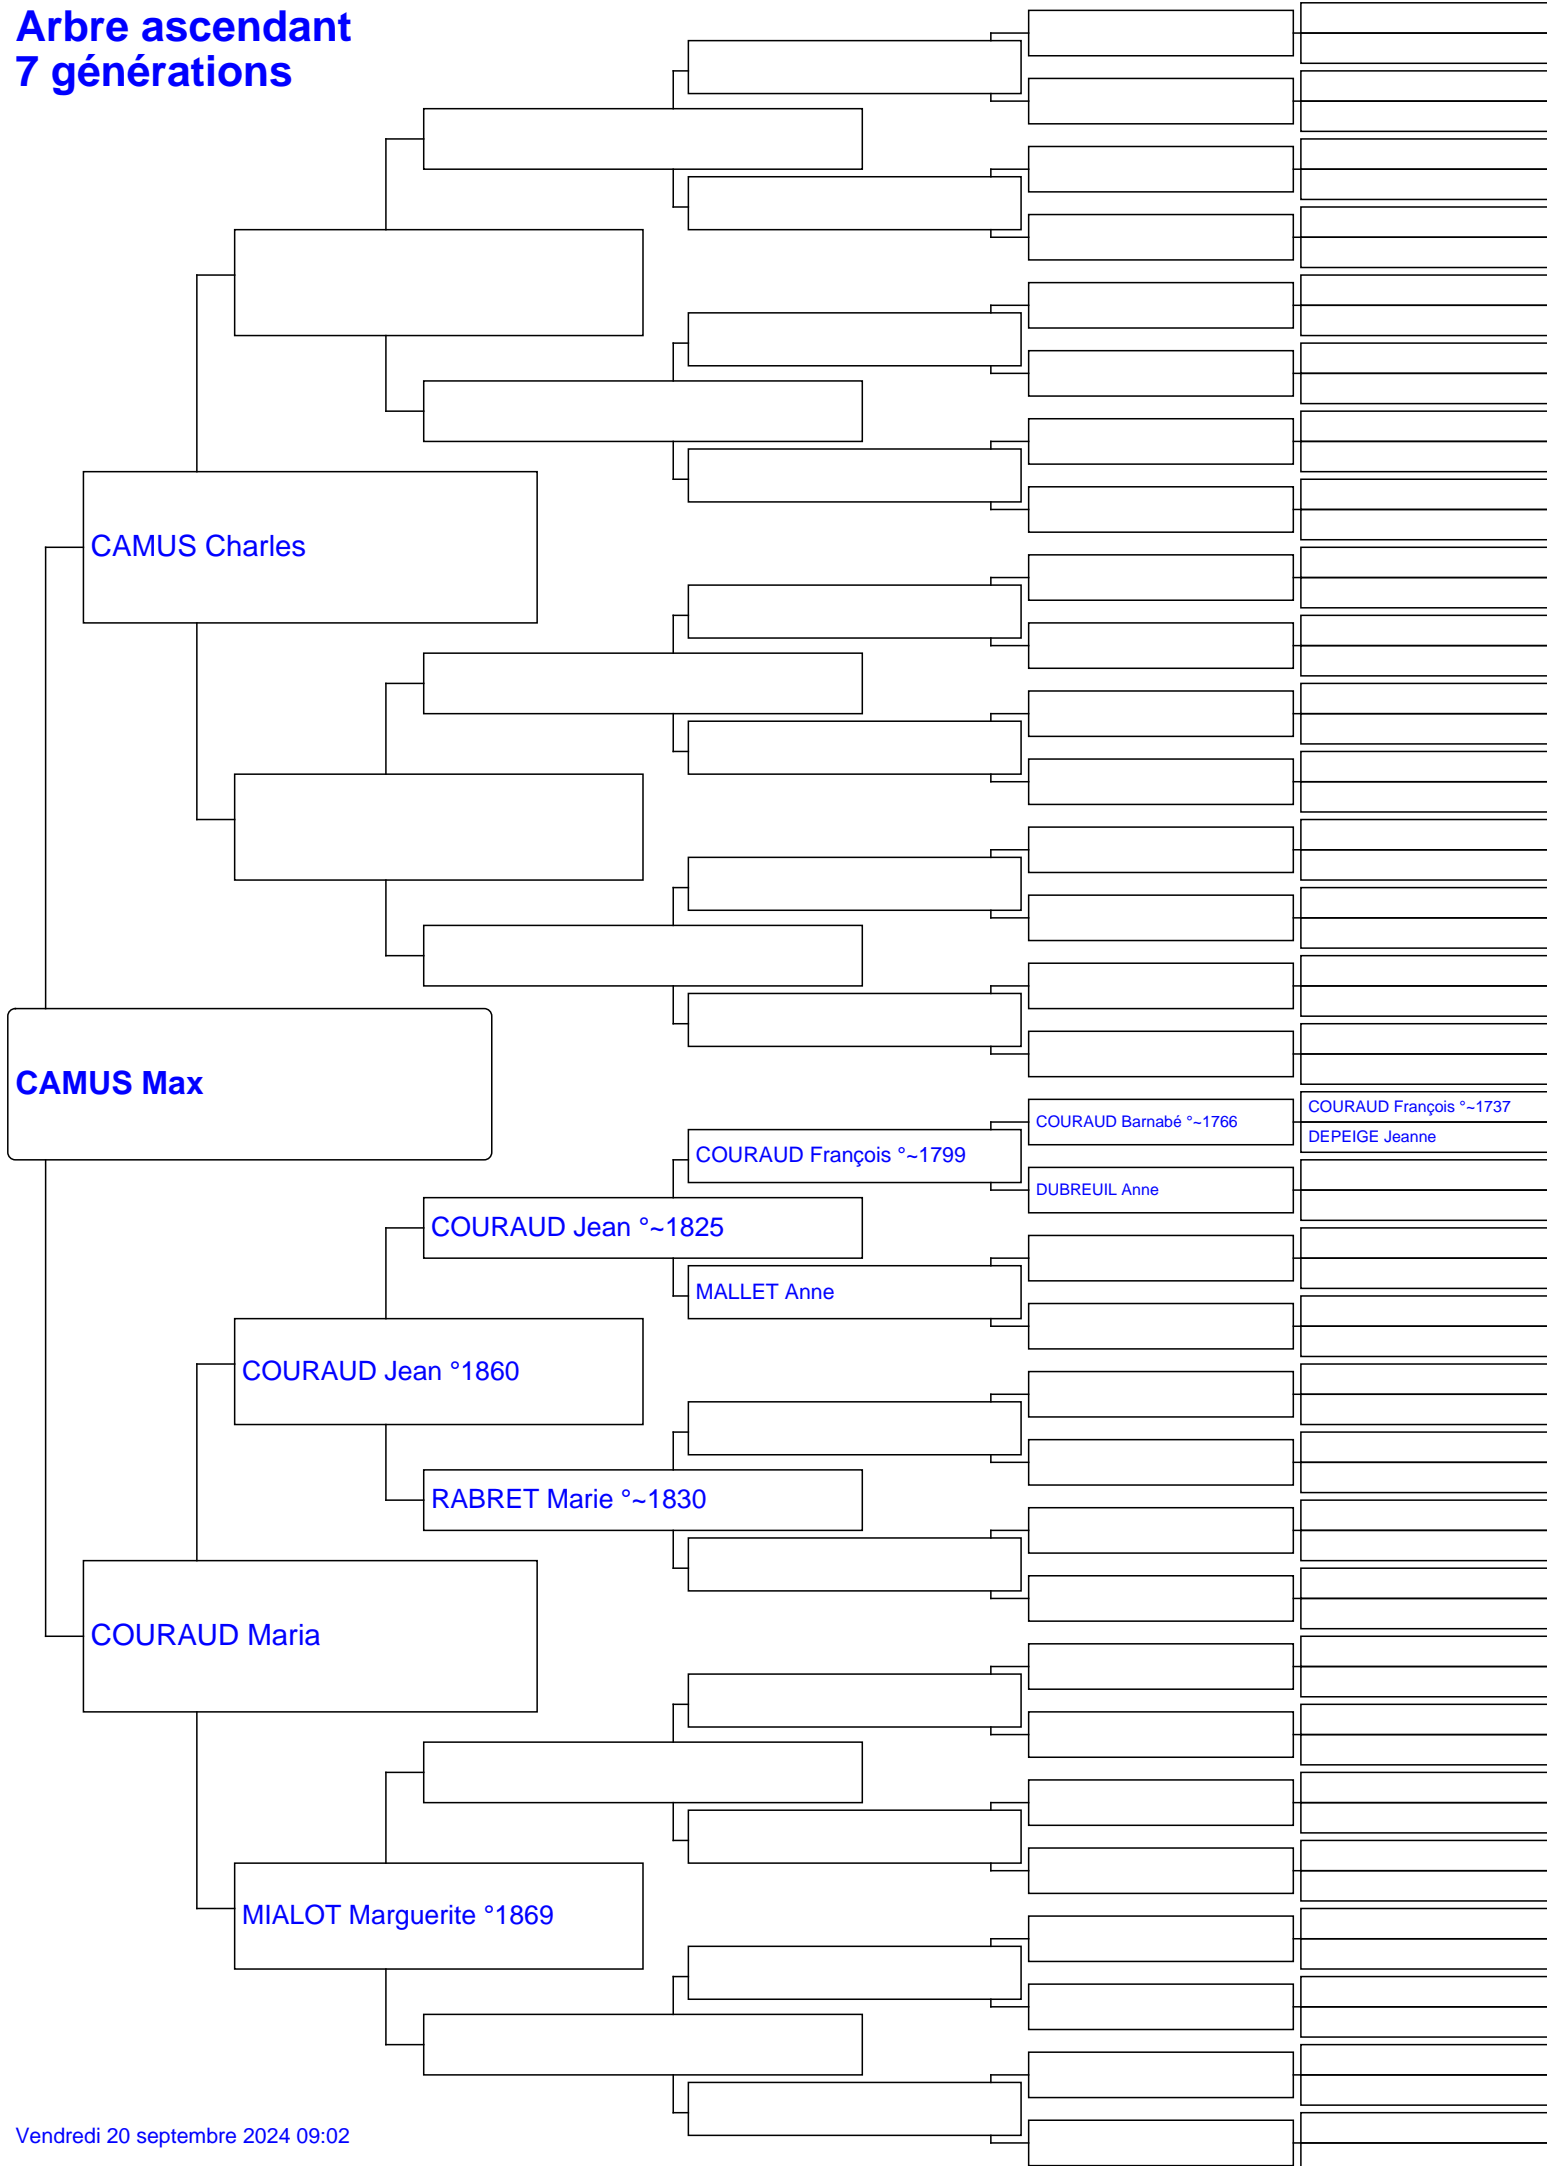 Arbre ascendant
7 générations
CAMUS Charles
CAMUS Max
COURAUD François °~1737
COURAUD Barnabé °~1766
DEPEIGE Jeanne
COURAUD François °~1799
DUBREUIL Anne
COURAUD Jean °~1825
MALLET Anne
COURAUD Jean °1860
RABRET Marie °~1830
COURAUD Maria
MIALOT Marguerite °1869
Vendredi 20 septembre 2024 09:02